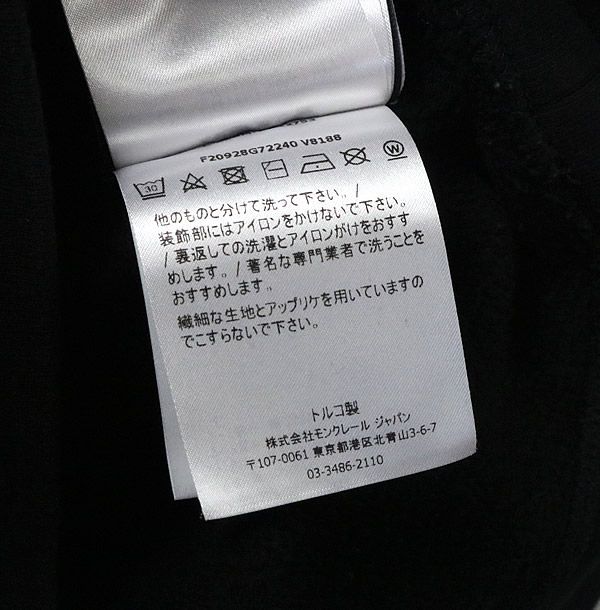 F20928G72240 V8188
30
W
他のものと分けて洗って下さい。/
装飾部にはアイロンをかけないで下さい。
/ 裏返しての洗濯とアイロンがけをおすす
めします。/ 著名な専門業者で洗うことを
おすすめします。
繊細な生地とアップリケを用いていますの
でこすらないで下さい。
トルコ製
株式会社モンクレール ジャパン
〒107-0061 東京都港区北青山3-6-7
03-3486-2110